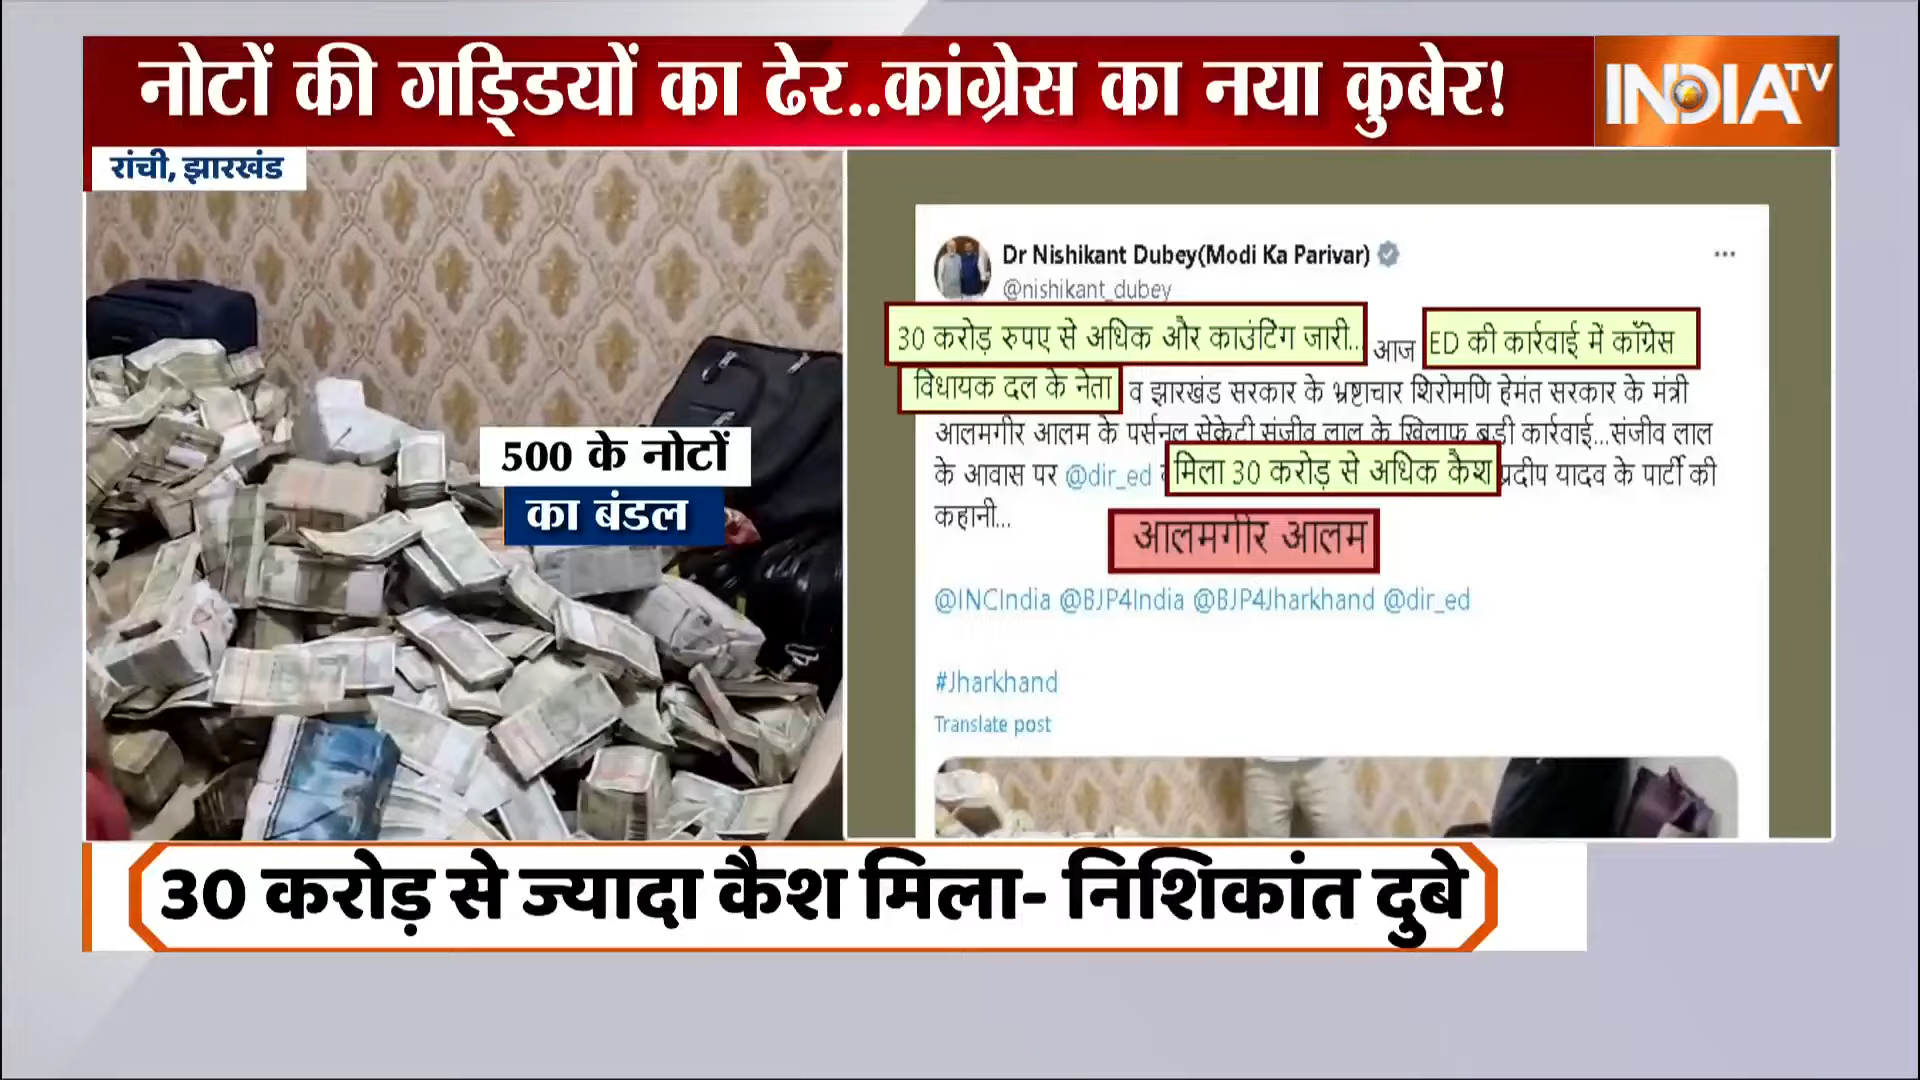 नोटों की गड्डियों का ढेर..कांग्रेस का नया कुबेर!
INDIA TV
रांची, झारखंड
500 के नोटों
का बंडल
Dr Nishikant Dubey(Modi Ka Parivar)
@nishikant_dubey
30 करोड़ रुपए से अधिक और काउंटिंग जारी... आज ED की कार्रवाई में काँग्रेस
विधायक दल के नेता व झारखंड सरकार के भ्रष्टाचार शिरोमणि हेमंत सरकार के मंत्री
आलमगीर आलम के पर्सनल सेक्रेटी संजीव लाल के खिलाफ बड़ी कार्रवाई...संजीव लाल
के आवास पर @dir_ed मिला 30 करोड़ से अधिक कैश प्रदीप यादव के पार्टी की
कहानी...
आलमगीर आलम
@INCIndia @BJP4India @BJP4Jharkhand @dir_ed
#Jharkhand
Translate post
30 करोड़ से ज्यादा कैश मिला- निशिकांत दुबे